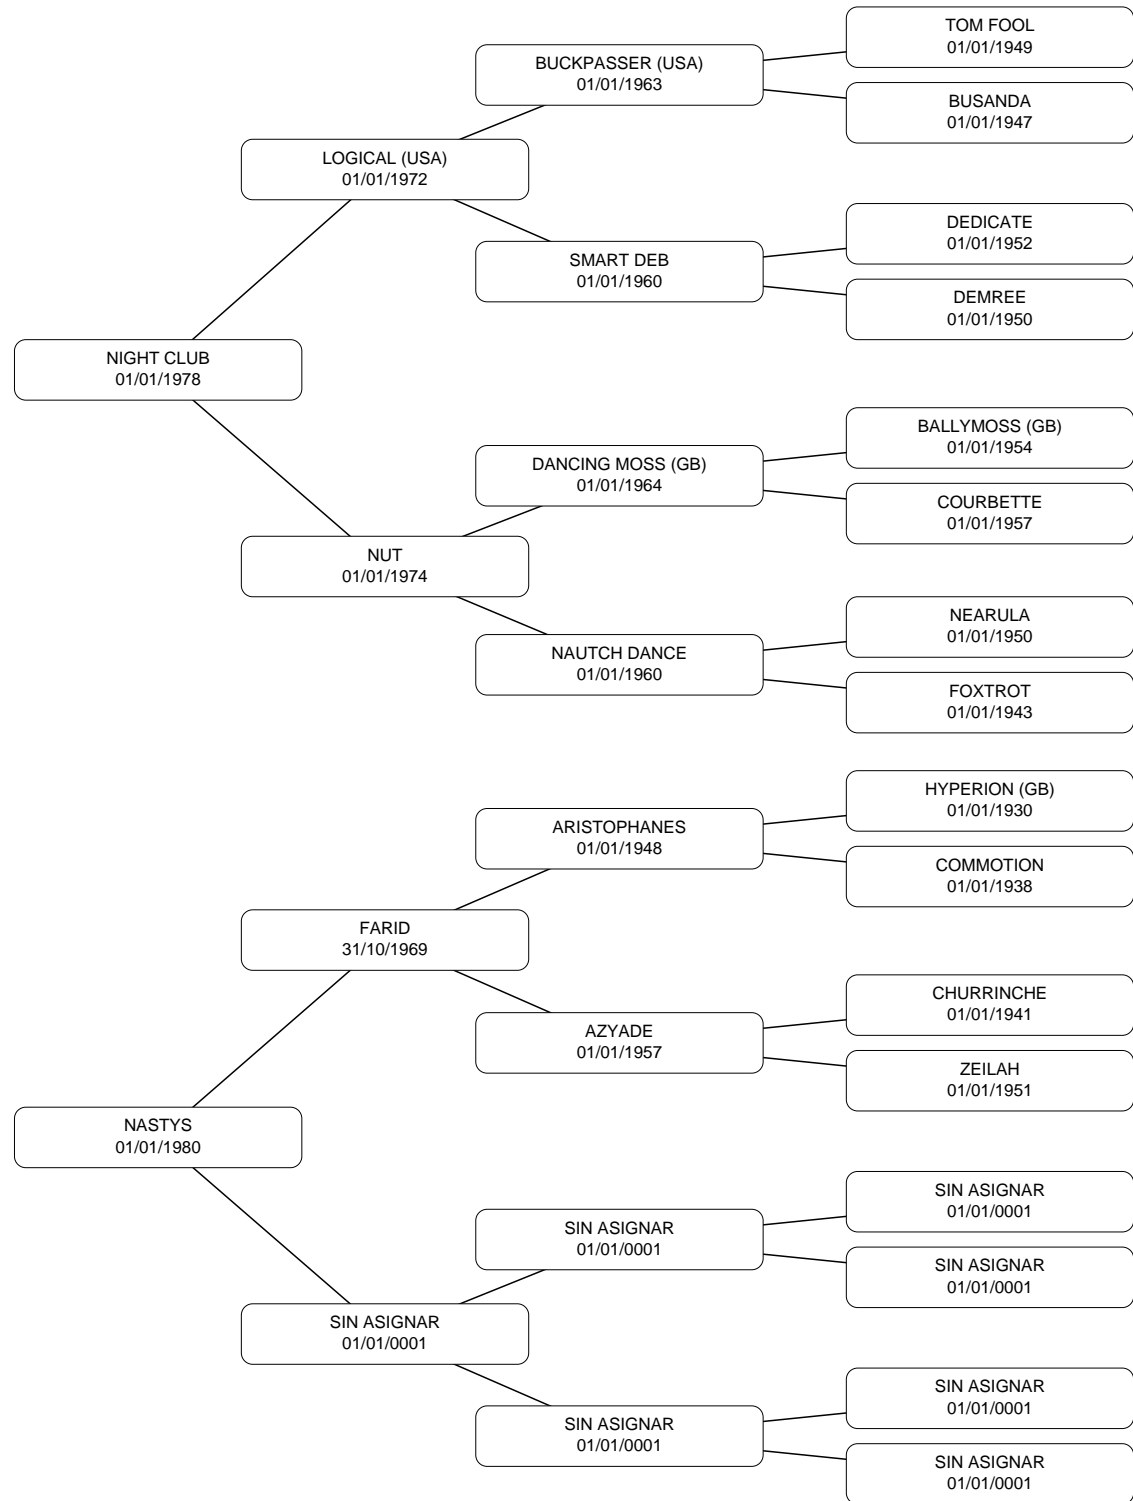 TOM FOOL
01/01/1949
BUCKPASSER (USA)
01/01/1963
BUSANDA
01/01/1947
LOGICAL (USA)
01/01/1972
DEDICATE
01/01/1952
SMART DEB
01/01/1960
DEMREE
01/01/1950
NIGHT CLUB
01/01/1978
BALLYMOSS (GB)
01/01/1954
DANCING MOSS (GB)
01/01/1964
COURBETTE
01/01/1957
NUT
01/01/1974
NEARULA
01/01/1950
NAUTCH DANCE
01/01/1960
FOXTROT
01/01/1943
HYPERION (GB)
01/01/1930
ARISTOPHANES
01/01/1948
COMMOTION
01/01/1938
FARID
31/10/1969
CHURRINCHE
01/01/1941
AZYADE
01/01/1957
ZEILAH
01/01/1951
NASTYS
01/01/1980
SIN ASIGNAR
01/01/0001
SIN ASIGNAR
01/01/0001
SIN ASIGNAR
01/01/0001
SIN ASIGNAR
01/01/0001
SIN ASIGNAR
01/01/0001
SIN ASIGNAR
01/01/0001
SIN ASIGNAR
01/01/0001